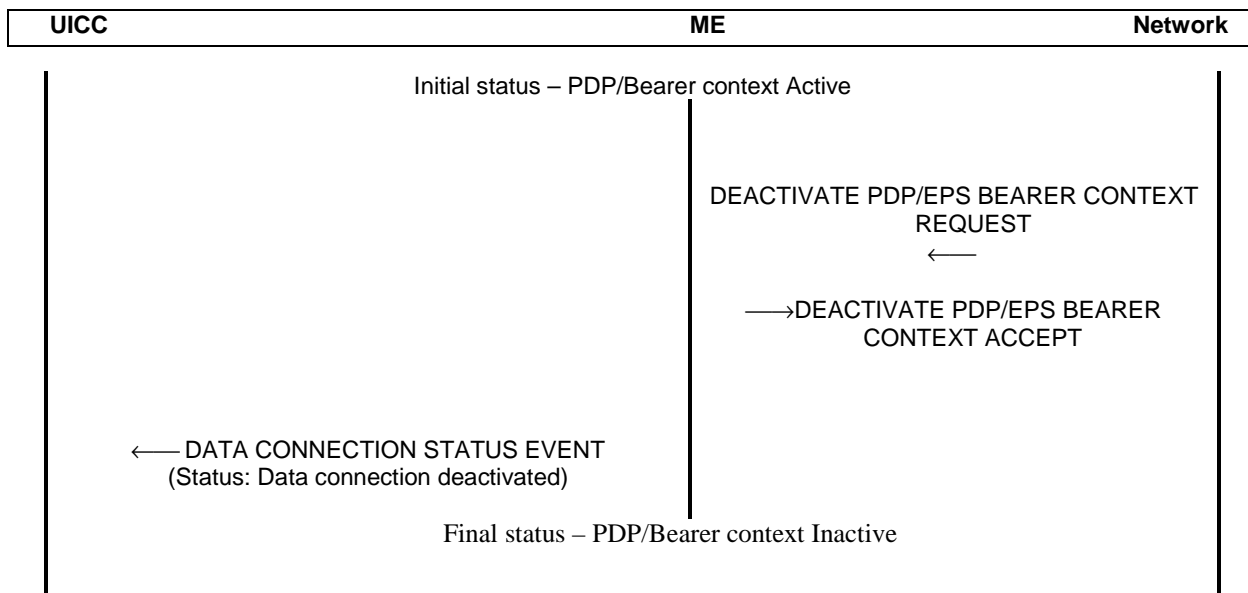 UICC ME Network
Initial status – PDP/Bearer context Active
DEACTIVATE PDP/EPS BEARER CONTEXT
REQUEST
←
→DEACTIVATE PDP/EPS BEARER
CONTEXT ACCEPT
← DATA CONNECTION STATUS EVENT
(Status: Data connection deactivated)
Final status – PDP/Bearer context Inactive